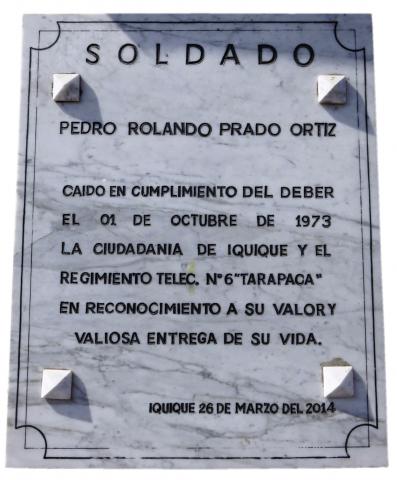 SOLDADO
PEDRO ROLANDO PRADO ORTIZ
CAIDO EN CUMPLIMIENTO DEL DEBER
EL 01 DE OCTUBRE DE 1973
LA CIUDADANIA DE IQUIQUE Y EL
REGIMIENTO TELEC. Nº6 "TARAPACA"
EN RECONOCIMIENTO A SU VALOR Y
VALIOSA ENTREGA DE SU VIDA.
IQUIQUE 26 DE MARZO DEL 2014